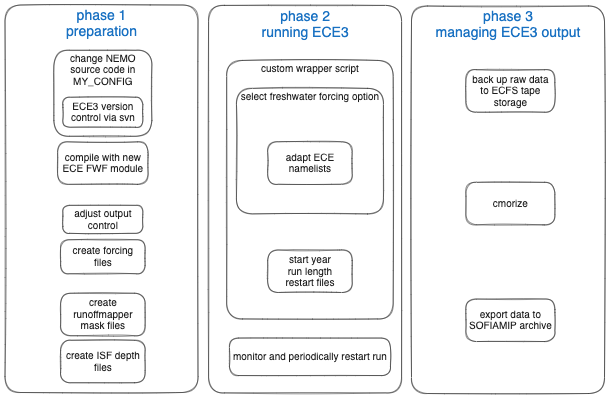 phase 1
preparation
change NEMO
source code in
MY_CONFIG
ECE3 version
control via svn
compile with new
ECE FWF module
adjust output
control
create forcing
files
create
runoffmapper
mask files
create ISF depth
files
phase 2
running ECE3
custom wrapper script
select freshwater forcing option
adapt ECE
namelists
start year
run length
restart files
monitor and periodically restart run
phase 3
managing ECE3 output
back up raw data
to ECFS tape
storage
cmorize
export data to
SOFIAMIP archive